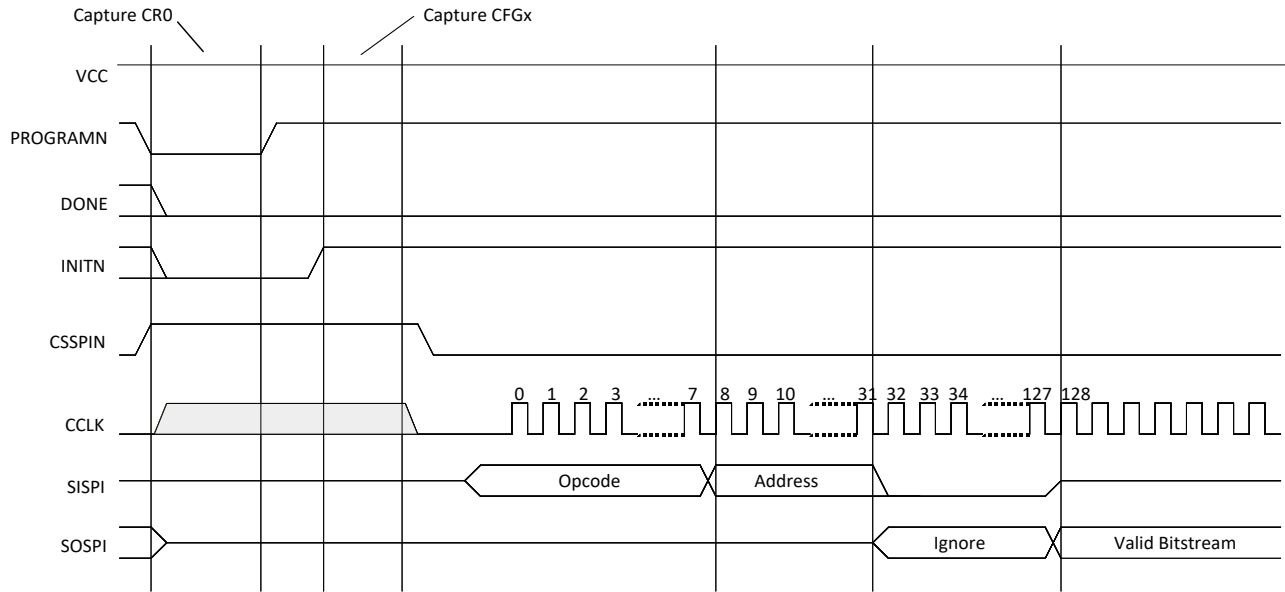 Capture CR0 Capture CFGx
VCC
PROGRAMN
DONE
INITN
CSSPIN
0 1 2 3 ... 7 8 9 10 ... 31 32 33 34 ... 127 128
CCLK
SISPI Opcode Address
SOSPI Ignore Valid Bitstream